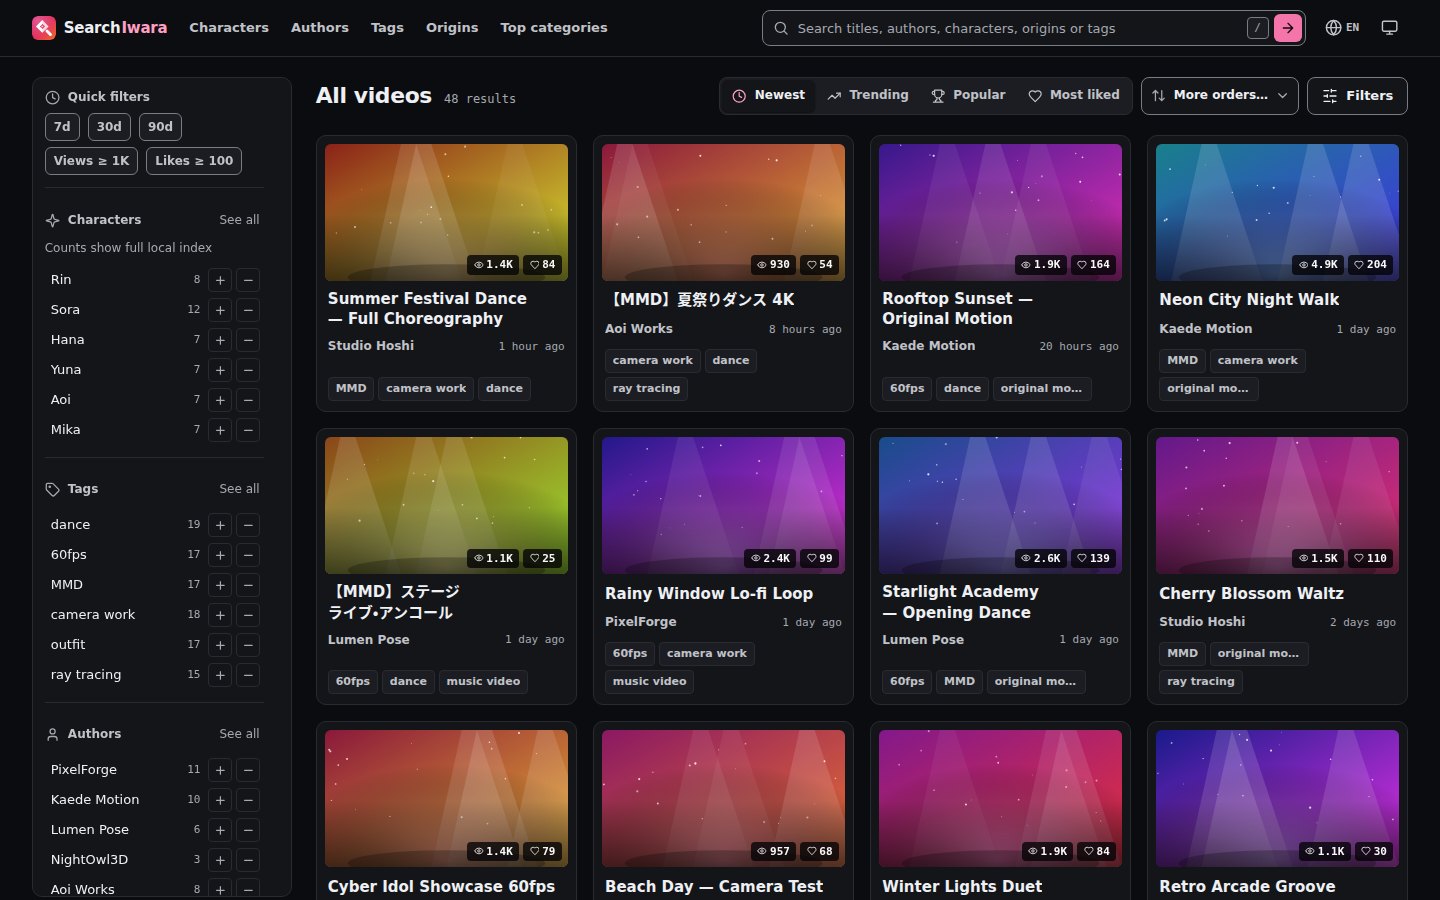 SearchIwara
Characters
Authors
Tags
Origins
Top categories
Search titles, authors, characters, origins or tags
/
EN
Quick filters
7d
30d
90d
Views ≥ 1K
Likes ≥ 100
Characters
See all
Counts show full local index
Rin 8
Sora 12
Hana 7
Yuna 7
Aoi 7
Mika 7
Tags
See all
dance 19
60fps 17
MMD 17
camera work 18
outfit 17
ray tracing 15
Authors
See all
PixelForge 11
Kaede Motion 10
Lumen Pose 6
NightOwl3D 3
Aoi Works 8
All videos
48 results
Newest
Trending
Popular
Most liked
More orders...
Filters
1.4K 84
Summer Festival Dance
— Full Choreography
Studio Hoshi
1 hour ago
MMD
camera work
dance
930 54
【MMD】夏祭りダンス 4K
Aoi Works
8 hours ago
camera work
dance
ray tracing
1.9K 164
Rooftop Sunset —
Original Motion
Kaede Motion
20 hours ago
60fps
dance
original mo...
4.9K 204
Neon City Night Walk
Kaede Motion
1 day ago
MMD
camera work
original mo...
1.1K 25
【MMD】ステージ
ライブ・アンコール
Lumen Pose
1 day ago
60fps
dance
music video
2.4K 99
Rainy Window Lo-fi Loop
PixelForge
1 day ago
60fps
camera work
music video
2.6K 139
Starlight Academy
— Opening Dance
Lumen Pose
1 day ago
60fps
MMD
original mo...
1.5K 110
Cherry Blossom Waltz
Studio Hoshi
2 days ago
MMD
original mo...
ray tracing
1.4K 79
Cyber Idol Showcase 60fps
957 68
Beach Day — Camera Test
1.9K 84
Winter Lights Duet
1.1K 30
Retro Arcade Groove